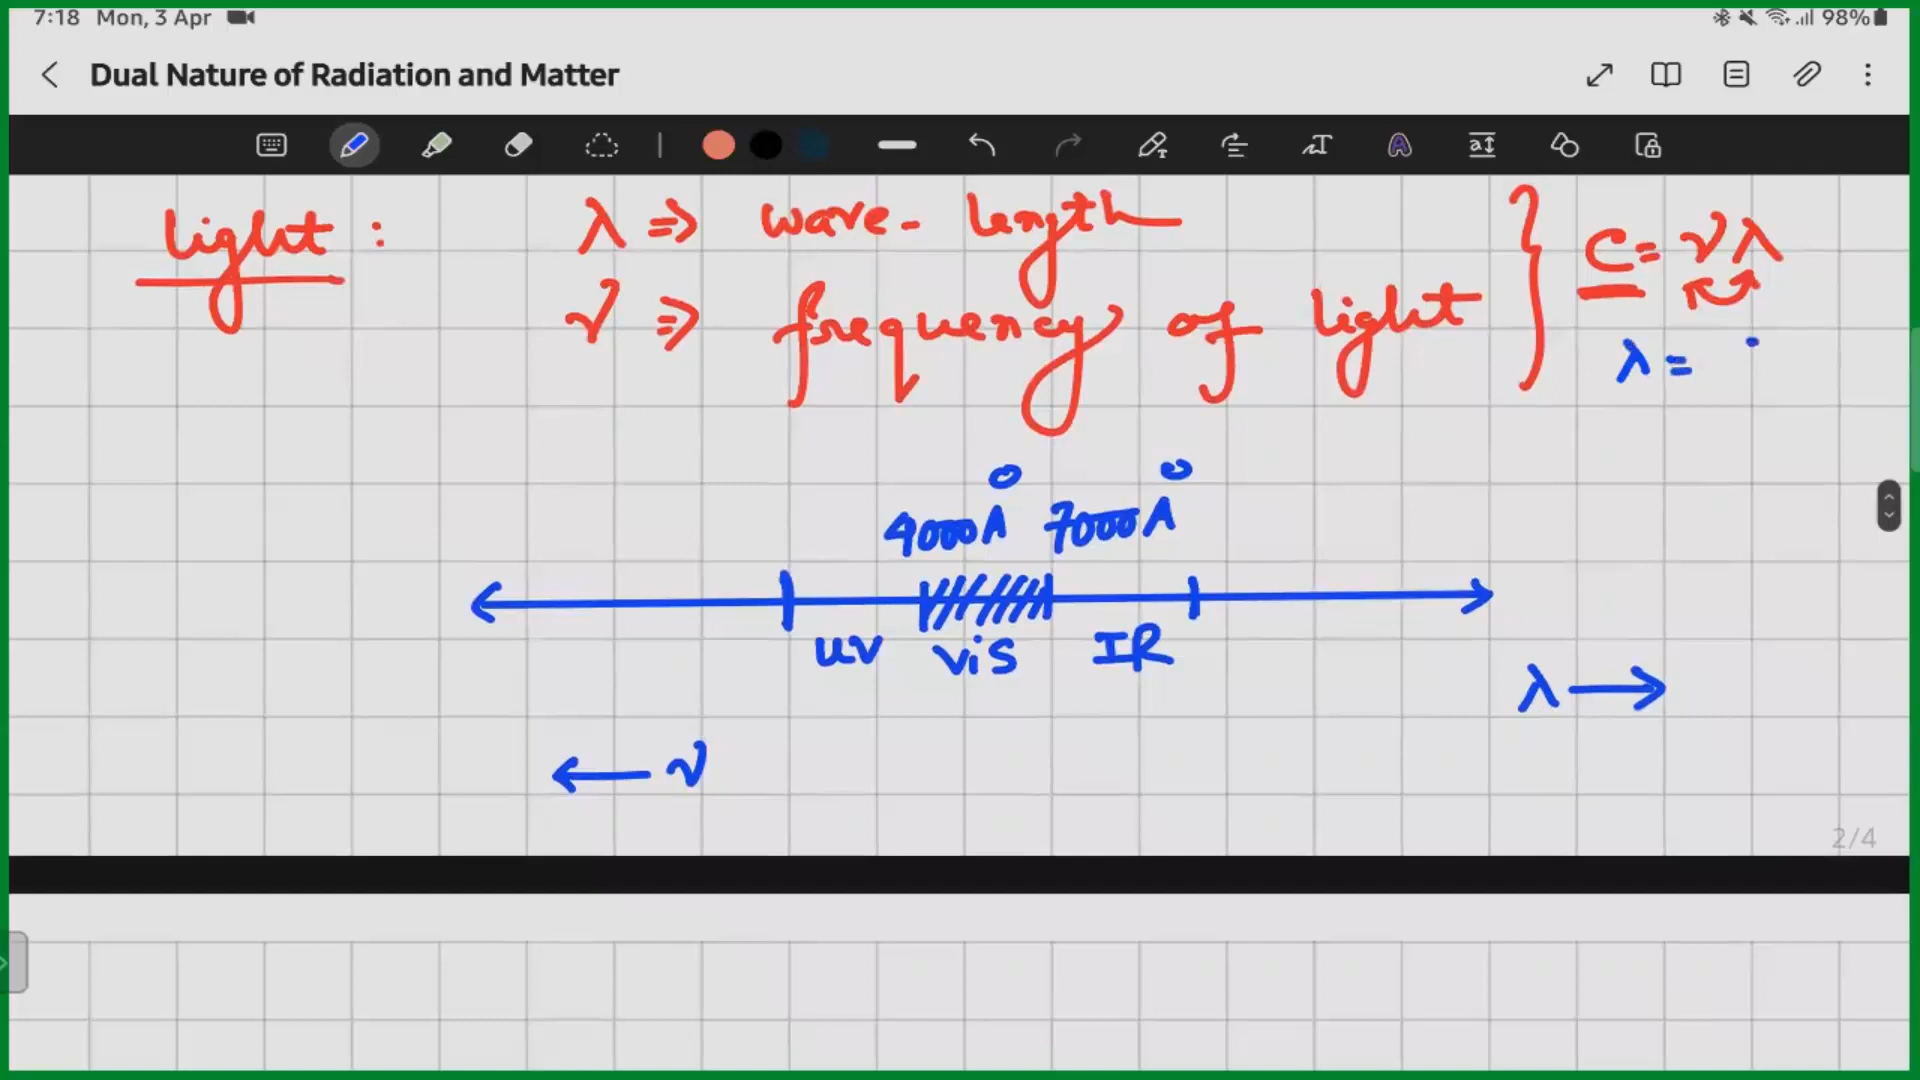 7:18 Mon, 3 Apr
98%
Dual Nature of Radiation and Matter
light :
λ ⇒ wave-length
ν ⇒ frequency of light
C = νλ
λ =
4000Å 7000Å
UV ViS IR
λ →
← ν
2/4